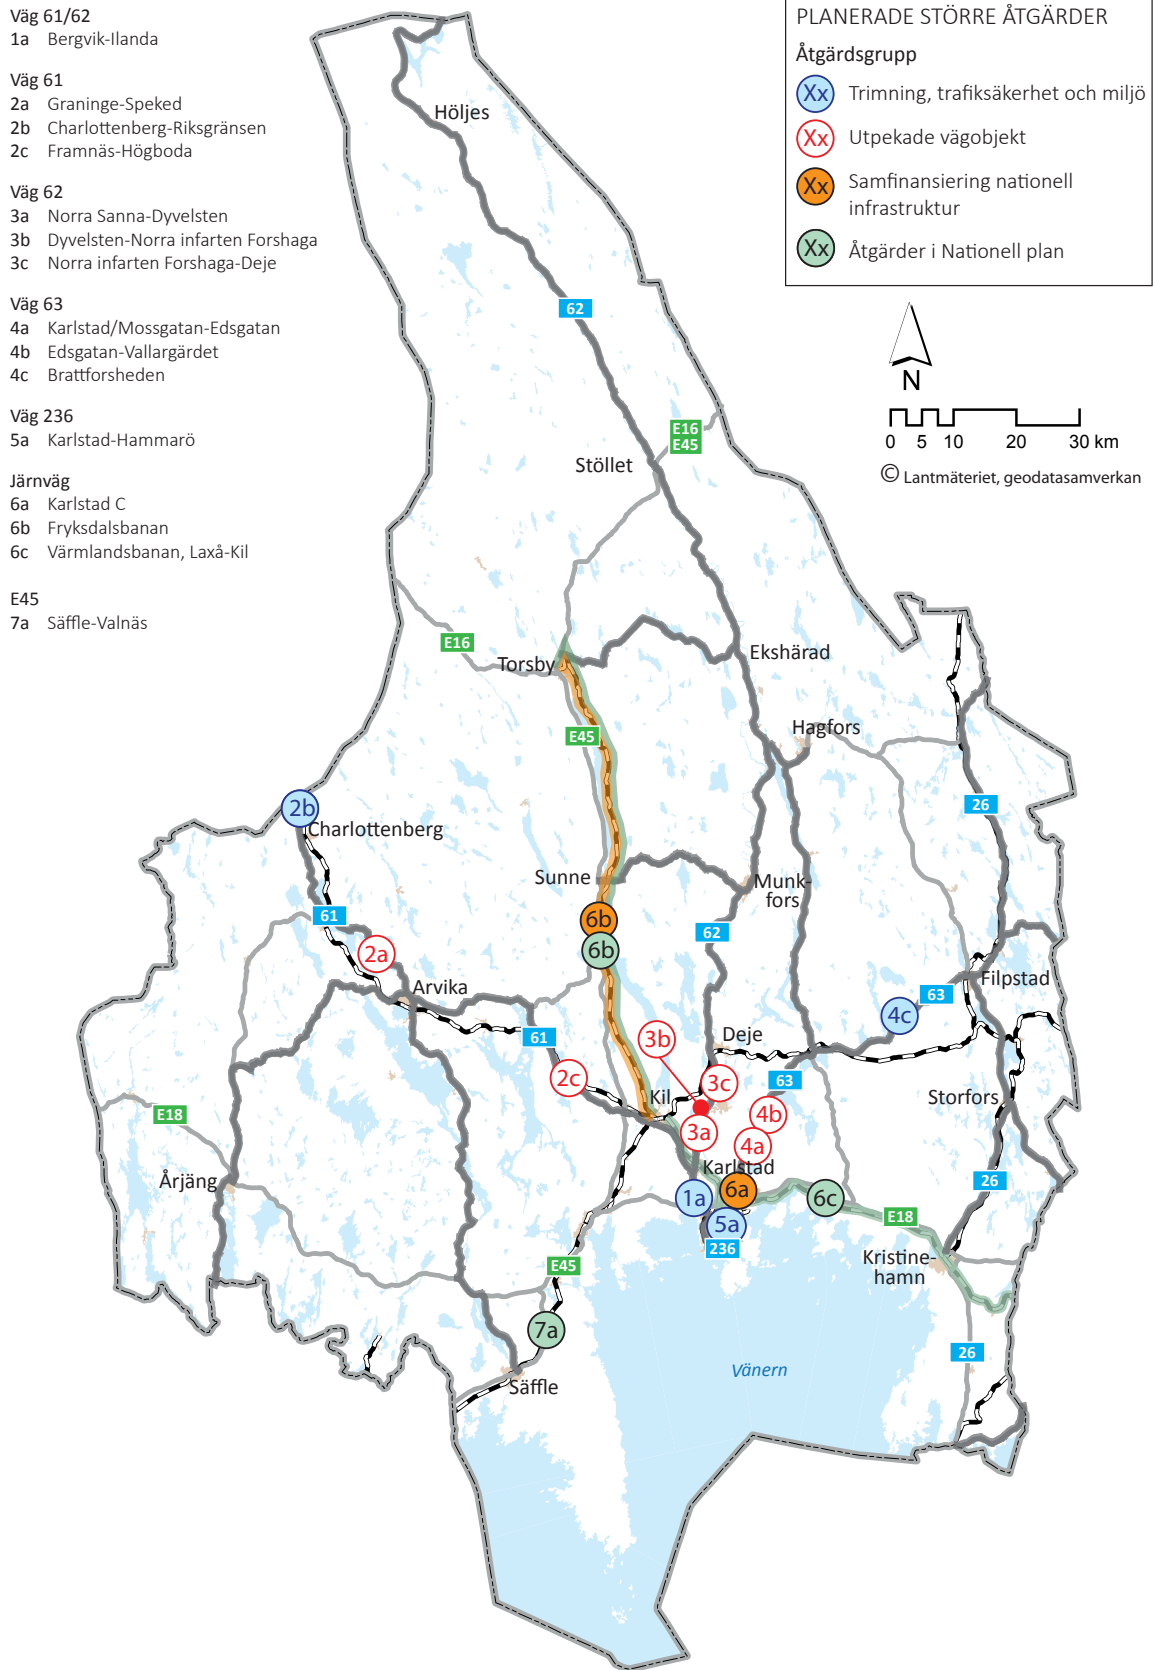 Väg 61/62
1a Bergvik-Ilanda
Väg 61
2a Graninge-Speked
2b Charlottenberg-Riksgränsen
2c Framnäs-Högboda
Väg 62
3a Norra Sanna-Dyvelsten
3b Dyvelsten-Norra infarten Forshaga
3c Norra infarten Forshaga-Deje
Väg 63
4a Karlstad/Mossgatan-Edsgatan
4b Edsgatan-Vallargärdet
4c Brattforsheden
Väg 236
5a Karlstad-Hammarö
Järnväg
6a Karlstad C
6b Fryksdalsbanan
6c Värmlandsbanan, Laxå-Kil
E45
7a Säffle-Valnäs
PLANERADE STÖRRE ÅTGÄRDER
Åtgärdsgrupp
Xx Trimning, trafiksäkerhet och miljö
Xx Utpekade vägobjekt
Xx Samfinansiering nationell
infrastruktur
Xx Åtgärder i Nationell plan
N
0 5 10 20 30 km
© Lantmäteriet, geodatasamverkan
Höljes
62
E16
E45
Stöllet
E16
Torsby
Ekshärad
E45
Hagfors
26
2b
Charlottenberg
Sunne
Munk-
fors
61
6b
62
2a
6b
Arvika
Filpstad
63
4c
3b
Deje
61
2c
3c
63
Kil
Storfors
E18
4b
3a
4a
Karlstad
Årjäng
26
6a
1a
6c
5a
E18
236
Kristine-
hamn
E45
7a
26
Vänern
Säffle